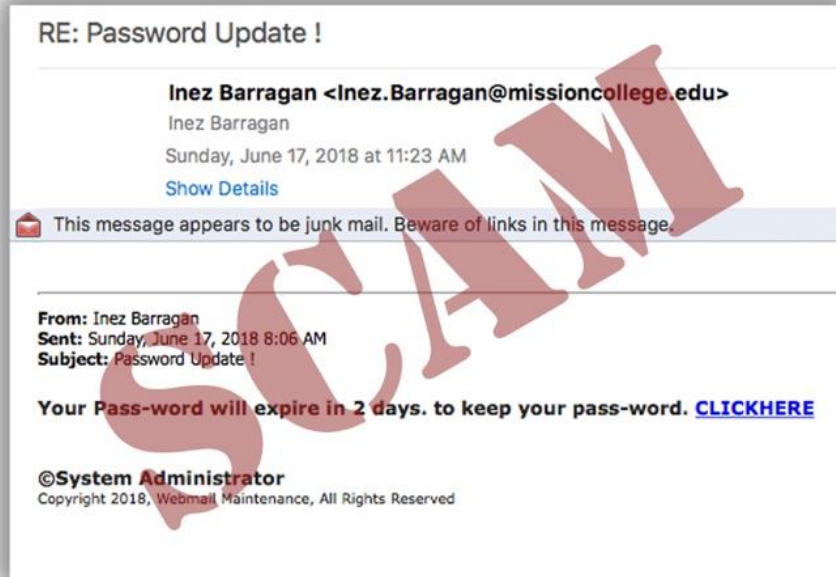 RE: Password Update !
Inez Barragan <Inez.Barragan@missioncollege.edu>
Inez Barragan
Sunday, June 17, 2018 at 11:23 AM
Show Details
This message appears to be junk mail. Beware of links in this message.
SCAM
From: Inez Barragan
Sent: Sunday, June 17, 2018 8:06 AM
Subject: Password Update !
Your Pass-word will expire in 2 days. to keep your pass-word. CLICKHERE
©System Administrator
Copyright 2018, Webmail Maintenance, All Rights Reserved